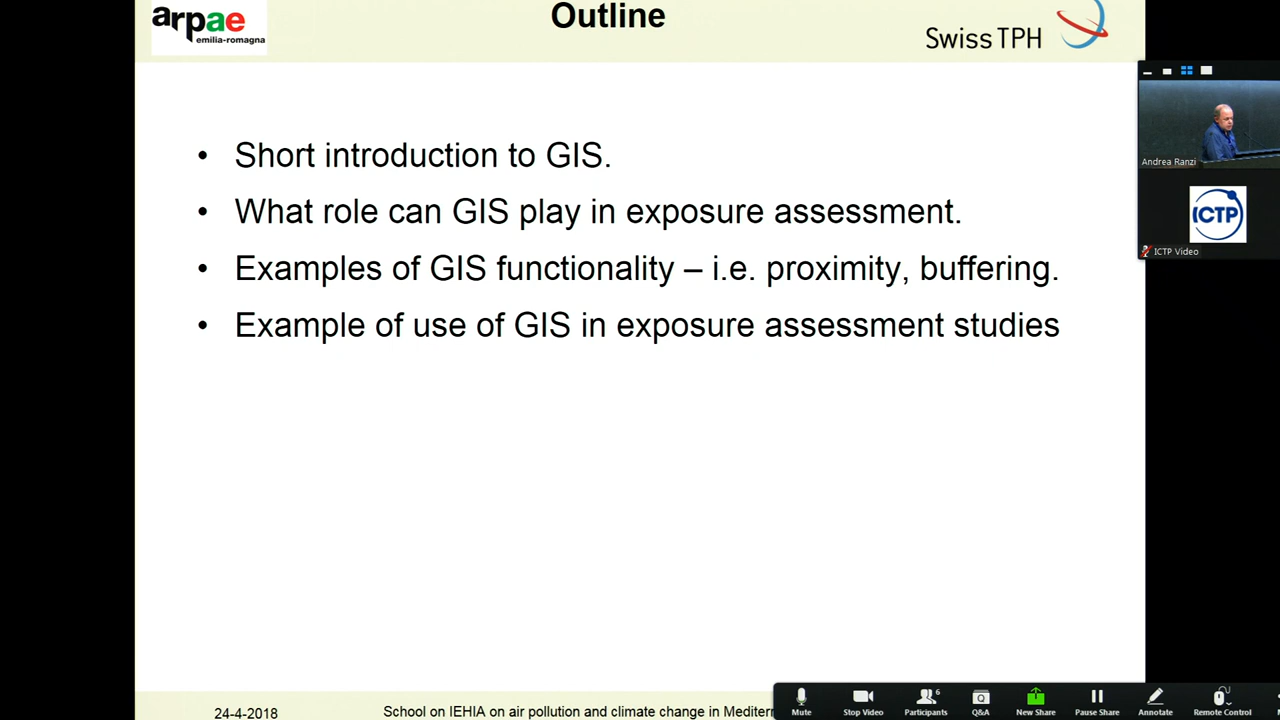 arpae
emilia-romagna
Outline
SwissTPH
• Short introduction to GIS.
• What role can GIS play in exposure assessment.
• Examples of GIS functionality – i.e. proximity, buffering.
• Example of use of GIS in exposure assessment studies
Andrea Ranzi
ICTP
ICTP Video
24-4-2018
School on IEHIA on air pollution and climate change in Mediterr
Mute
Stop Video
6
Participants
Q&A
New Share
Pause Share
Annotate
Remote Control